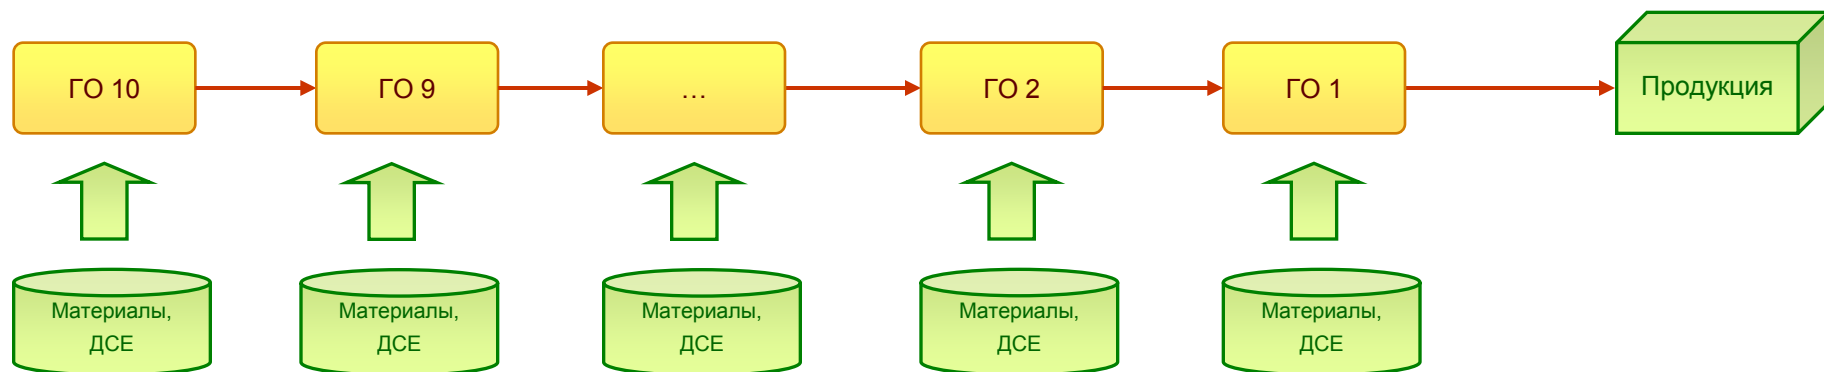 ГО 10
ГО 9
...
ГО 2
ГО 1
Продукция
Материалы,
ДСЕ
Материалы,
ДСЕ
Материалы,
ДСЕ
Материалы,
ДСЕ
Материалы,
ДСЕ